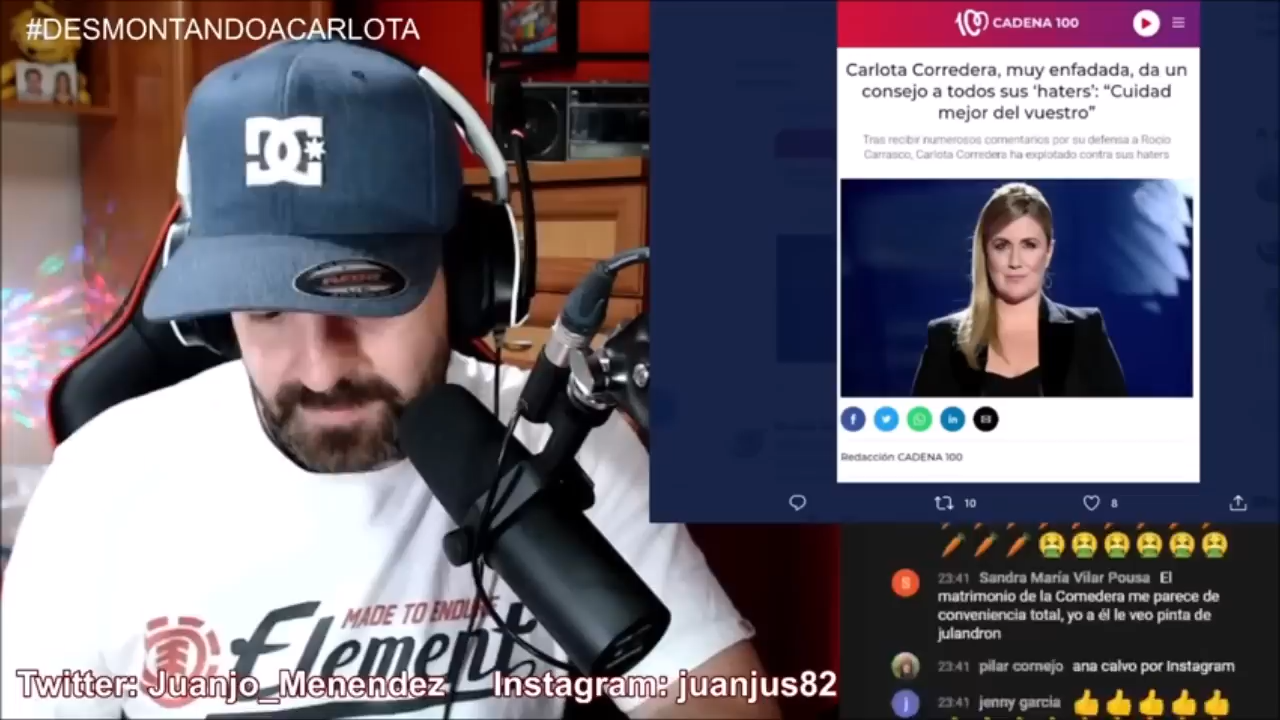 #DESMONTANDOACARLOTA
CADENA 100
Carlota Corredera, muy enfadada, da un
consejo a todos sus ‘haters’: “Cuidad
mejor del vuestro”
Tras recibir numerosos comentarios por su defensa a Rocío
Carrasco, Carlota Corredera ha explotado contra sus haters
Redacción CADENA 100
10
8
23:41 Sandra María Vilar Pousa El
matrimonio de la Comedera me parece de
conveniencia total, yo a él le veo pinta de
julandron
23:41 pilar cornejo ana calvo por Instagram
23:41 jenny garcia
DC
MADE TO ENDURE
Element
Twitter: Juanjo_Menendez
Instagram: juanjus82